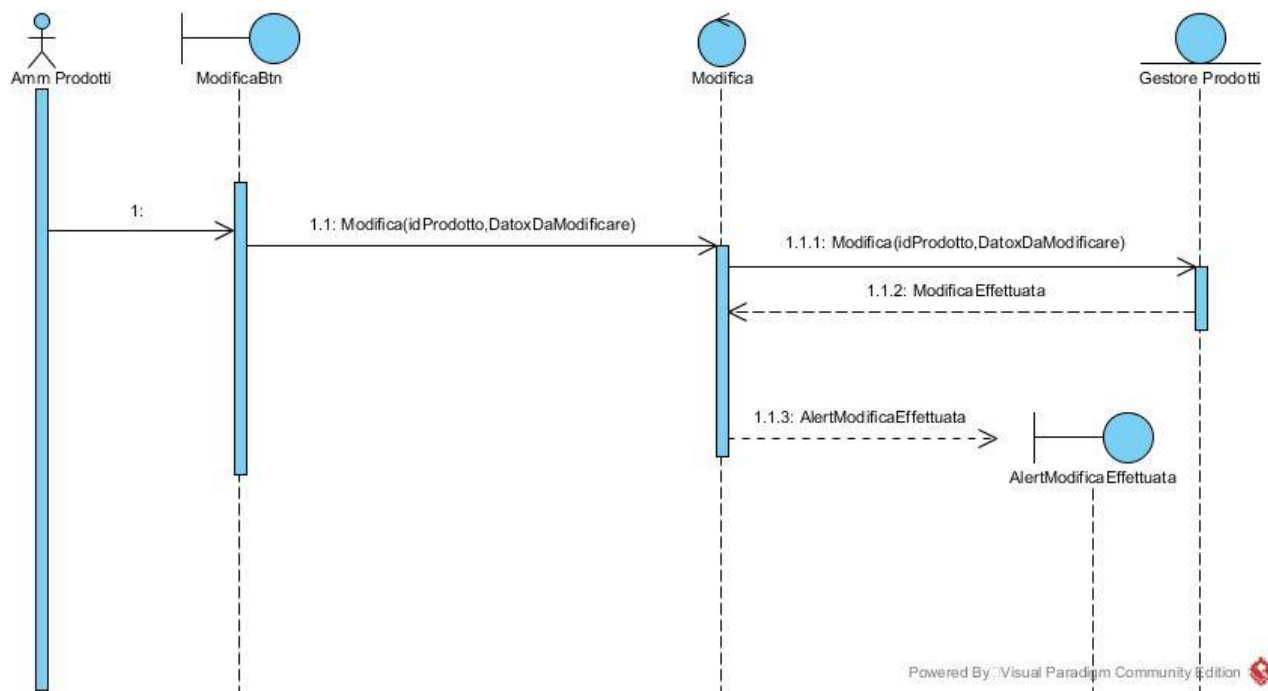 Amm Prodotti
ModificaBtn
Modifica
Gestore Prodotti
1:
1.1: Modifica(idProdotto,DatoxDaModificare)
1.1.1: Modifica(idProdotto,DatoxDaModificare)
1.1.2: ModificaEffettuata
1.1.3: AlertModificaEffettuata
AlertModificaEffettuata
Powered By Visual Paradigm Community Edition